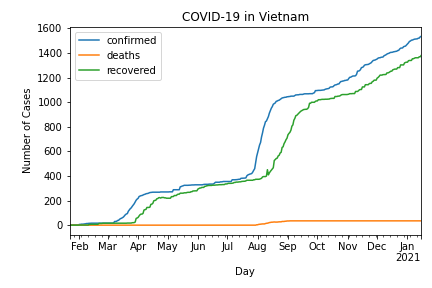 COVID-19 in Vietnam
confirmed
deaths
recovered
Number of Cases
1600
1400
1200
1000
800
600
400
200
0
Feb Mar Apr May Jun Jul Aug Sep Oct Nov Dec Jan
2021
Day